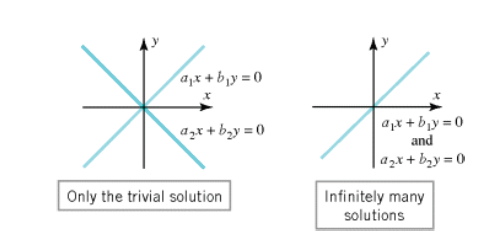 y
a₁x + b₁y = 0
x
a₂x + b₂y = 0
Only the trivial solution
y
x
a₁x + b₁y = 0
and
a₂x + b₂y = 0
Infinitely many
solutions